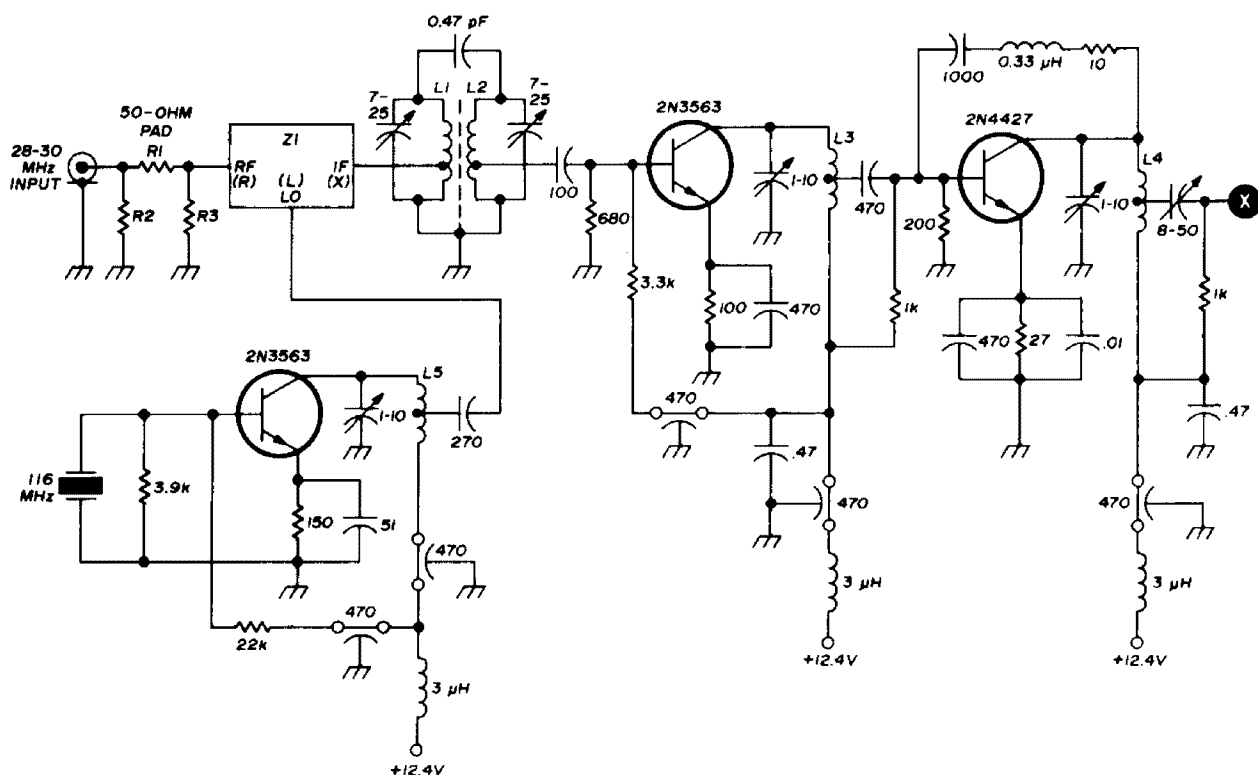 0.47 pF
L1
L2
7-25
7-25
50-OHM
PAD
R1
28-30
MHz
INPUT
R2
R3
Z1
RF
(R)
(L)
LO
IF
(X)
100
680
2N3563
3.3k
100
470
1-10
L3
470
1k
470
.47
470
3 µH
+12.4V
1000
0.33 µH
10
2N4427
200
1-10
L4
8-50
X
1k
470
27
.01
.47
470
3 µH
+12.4V
2N3563
116
MHz
3.9k
150
51
1-10
L5
270
470
22k
470
3 µH
+12.4V